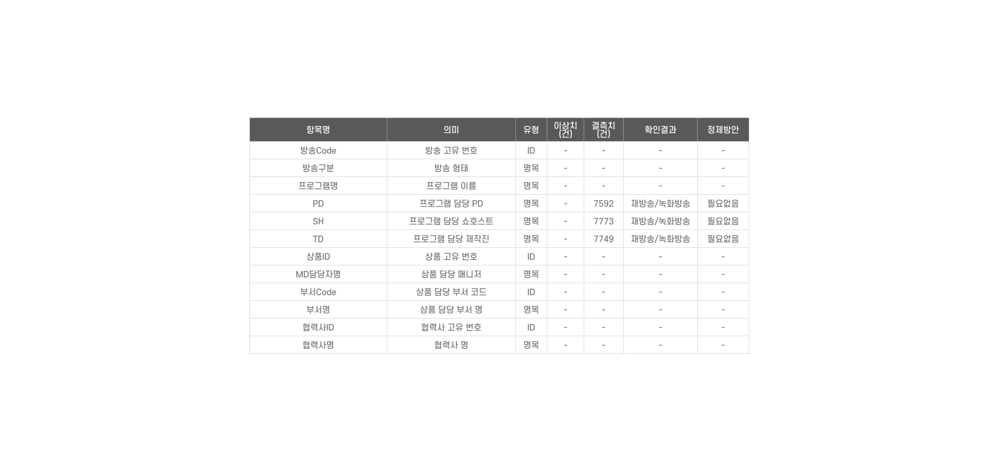 항목명 의미 유형 이상치 (건) 결측치 (건) 확인결과 정제방안
방송Code 방송 고유 번호 ID - - - -
방송구분 방송 형태 명목 - - - -
프로그램명 프로그램 이름 명목 - - - -
PD 프로그램 담당 PD 명목 - 7592 재방송/녹화방송 필요없음
SH 프로그램 담당 쇼호스트 명목 - 7773 재방송/녹화방송 필요없음
TD 프로그램 담당 제작진 명목 - 7749 재방송/녹화방송 필요없음
상품ID 상품 고유 번호 ID - - - -
MD담당자명 상품 담당 매니저 명목 - - - -
부서Code 상품 담당 부서 코드 ID - - - -
부서명 상품 담당 부서 명 명목 - - - -
협력사ID 협력사 고유 번호 ID - - - -
협력사명 협력사 명 명목 - - - -